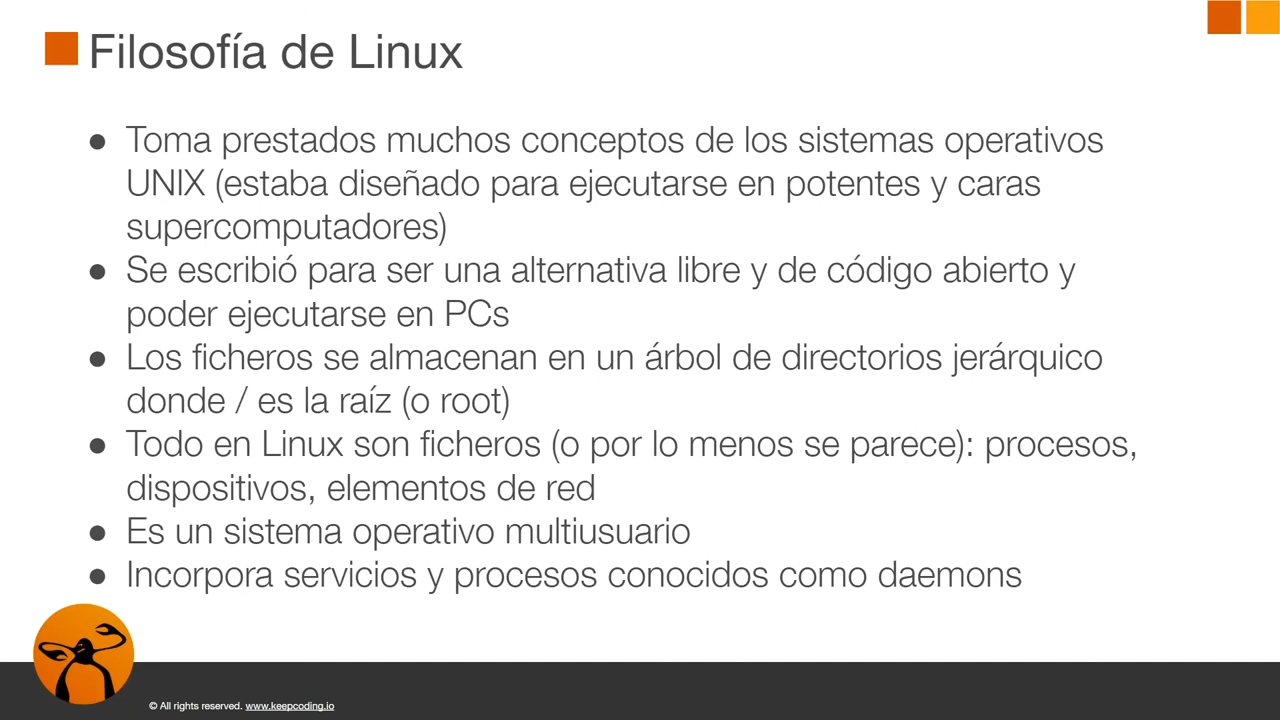 Filosofía de Linux
● Toma prestados muchos conceptos de los sistemas operativos
UNIX (estaba diseñado para ejecutarse en potentes y caras
supercomputadores)
● Se escribió para ser una alternativa libre y de código abierto y
poder ejecutarse en PCs
● Los ficheros se almacenan en un árbol de directorios jerárquico
donde / es la raíz (o root)
● Todo en Linux son ficheros (o por lo menos se parece): procesos,
dispositivos, elementos de red
● Es un sistema operativo multiusuario
● Incorpora servicios y procesos conocidos como daemons
© All rights reserved. www.keepcoding.io